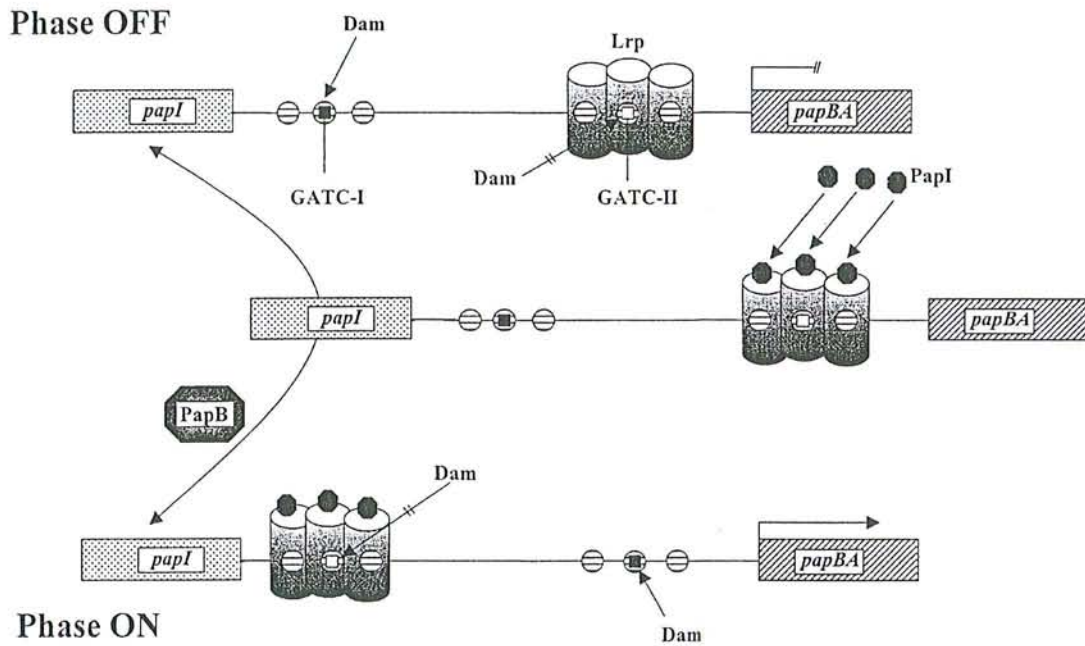 Phase OFF
Dam
Lrp
papI
papBA
Dam
GATC-I
GATC-II
PapI
papI
papBA
PapB
Dam
papI
papBA
Phase ON
Dam